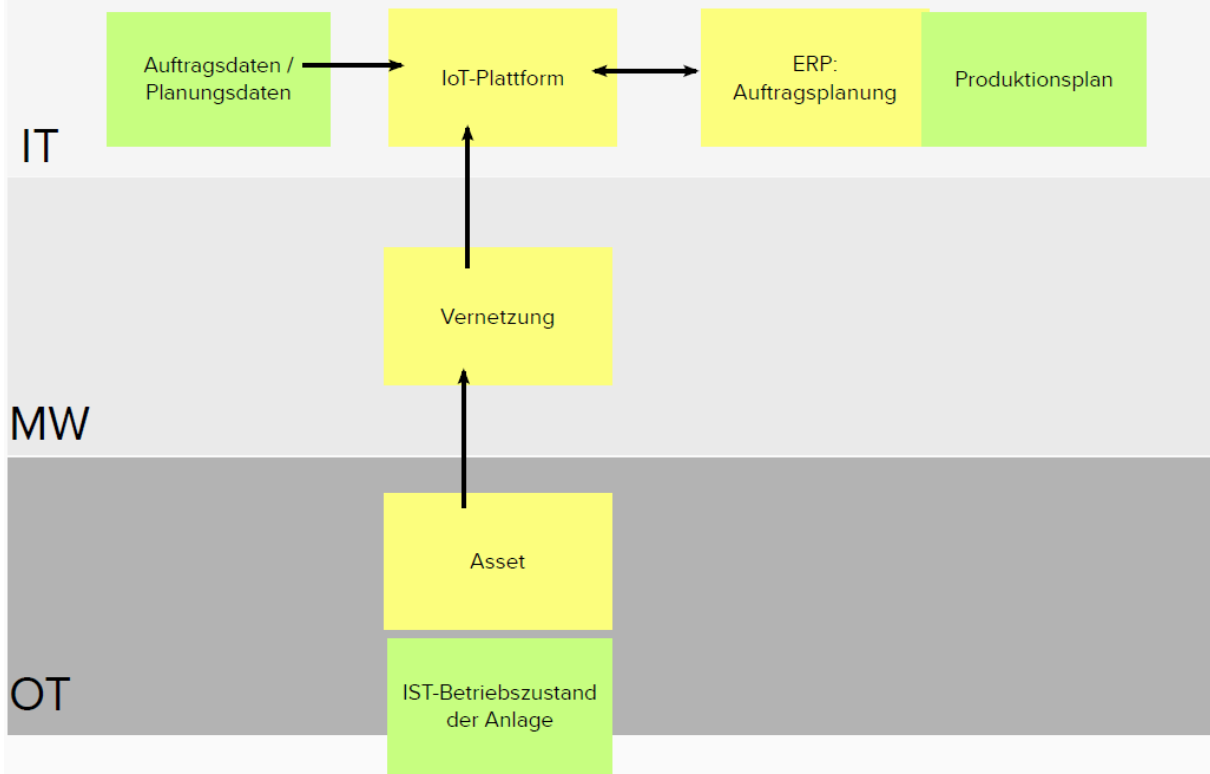 Auftragsdaten /
Planungsdaten
IoT-Plattform
ERP:
Auftragsplanung
Produktionsplan
IT
Vernetzung
MW
Asset
OT
IST-Betriebszustand
der Anlage